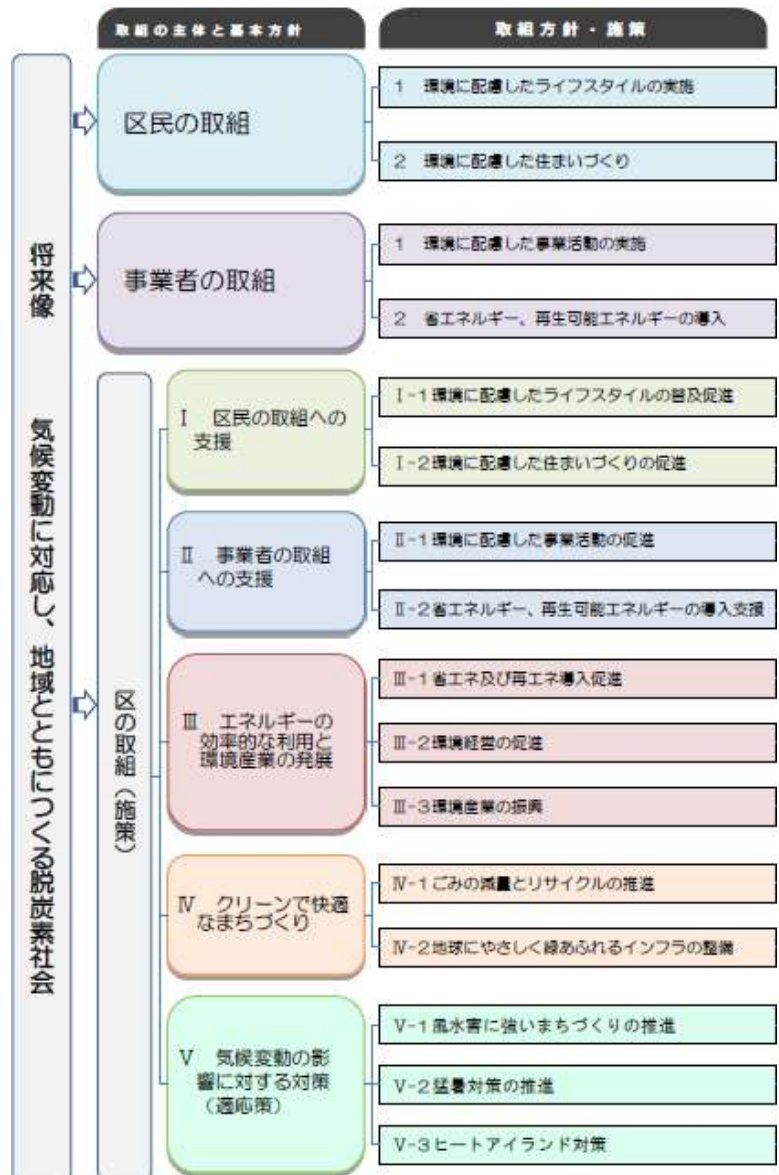 取組の主体と基本方針
取組方針・施策
将来像　気候変動に対応し、地域とともにつくる脱炭素社会
区民の取組
1　環境に配慮したライフスタイルの実施
2　環境に配慮した住まいづくり
事業者の取組
1　環境に配慮した事業活動の実施
2　省エネルギー、再生可能エネルギーの導入
区の取組（施策）
Ⅰ　区民の取組への
支援
Ⅰ-1環境に配慮したライフスタイルの普及促進
Ⅰ-2環境に配慮した住まいづくりの促進
Ⅱ　事業者の取組
への支援
Ⅱ-1環境に配慮した事業活動の促進
Ⅱ-2省エネルギー、再生可能エネルギーの導入支援
Ⅲ　エネルギーの
効率的な利用と
環境産業の発展
Ⅲ-1省エネ及び再エネ導入促進
Ⅲ-2環境経営の促進
Ⅲ-3環境産業の振興
Ⅳ　クリーンで快適
なまちづくり
Ⅳ-1ごみの減量とリサイクルの推進
Ⅳ-2地球にやさしく緑あふれるインフラの整備
Ⅴ　気候変動の影
響に対する対策
（適応策）
Ⅴ-1風水害に強いまちづくりの推進
Ⅴ-2猛暑対策の推進
Ⅴ-3ヒートアイランド対策